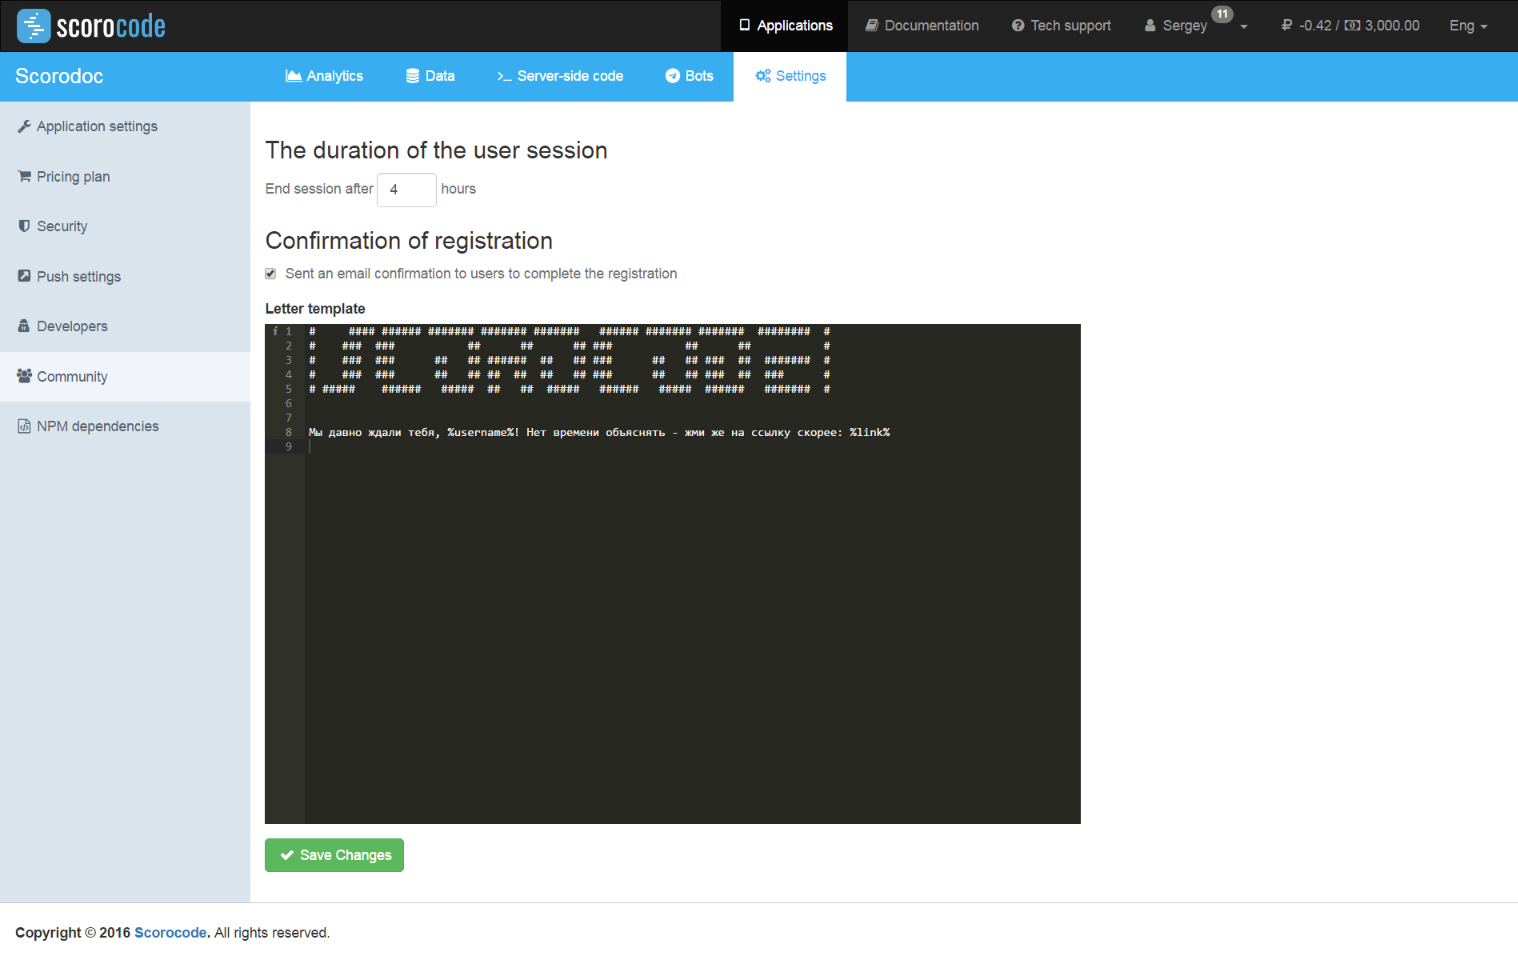 scorocode
Applications
Documentation
Tech support
Sergey 11
-0.42 / 3,000.00
Eng
Scorodoc
Analytics
Data
Server-side code
Bots
Settings
Application settings
Pricing plan
Security
Push settings
Developers
Community
NPM dependencies
The duration of the user session
End session after 4 hours
Confirmation of registration
Sent an email confirmation to users to complete the registration
Letter template
i 1 #     #### ###### ####### ####### #######   ###### ####### #######  ########  #
2 #    ###  ###           ##      ##      ## ###           ##      ##           #
3 #    ###  ###      ##   ## ######  ##   ## ###      ##   ## ###  ##  #######  #
4 #    ###  ###      ##   ## ##  ##  ##   ## ###      ##   ## ###  ##  ###      #
5 # #####    ######   #####  ##   ##  #####   ######   #####  ######   #######  #
6
7
8 Мы давно ждали тебя, %username%! Нет времени объяснять - жми же на ссылку скорее: %link%
9
Save Changes
Copyright © 2016 Scorocode. All rights reserved.